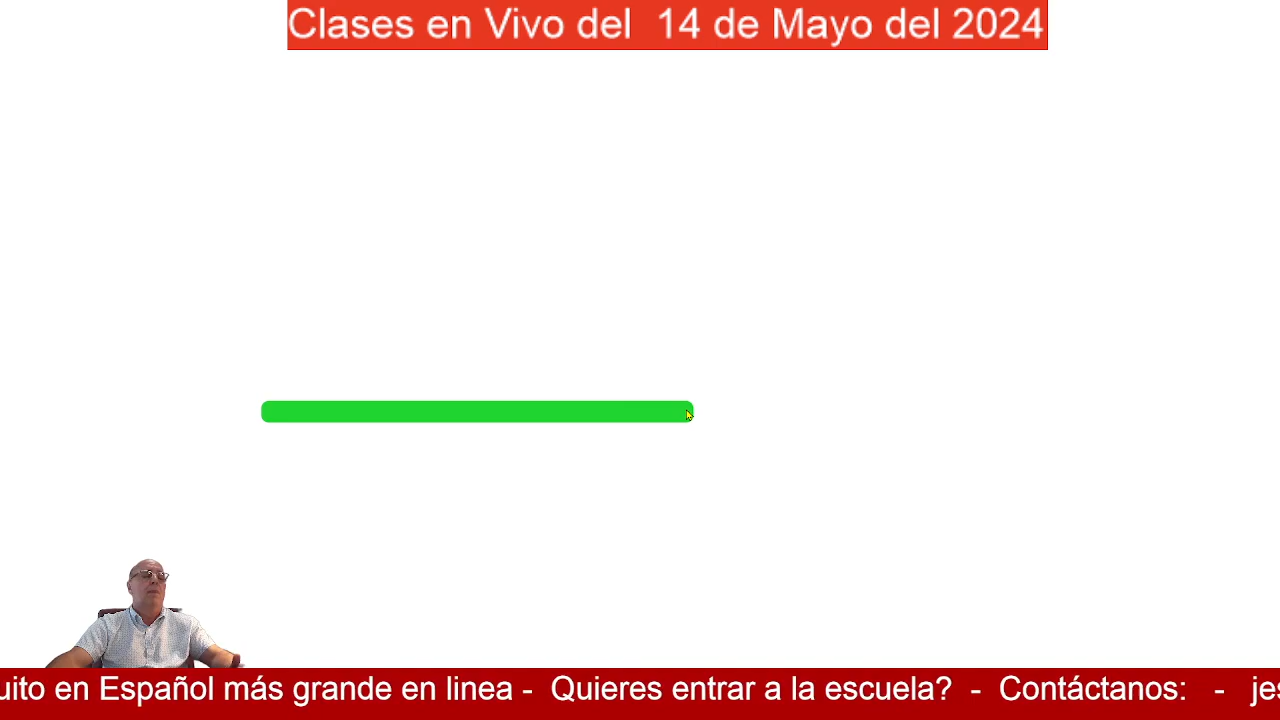 Clases en Vivo del 14 de Mayo del 2024
en Español más grande en linea - Quieres entrar a la escuela? - Contáctanos: -